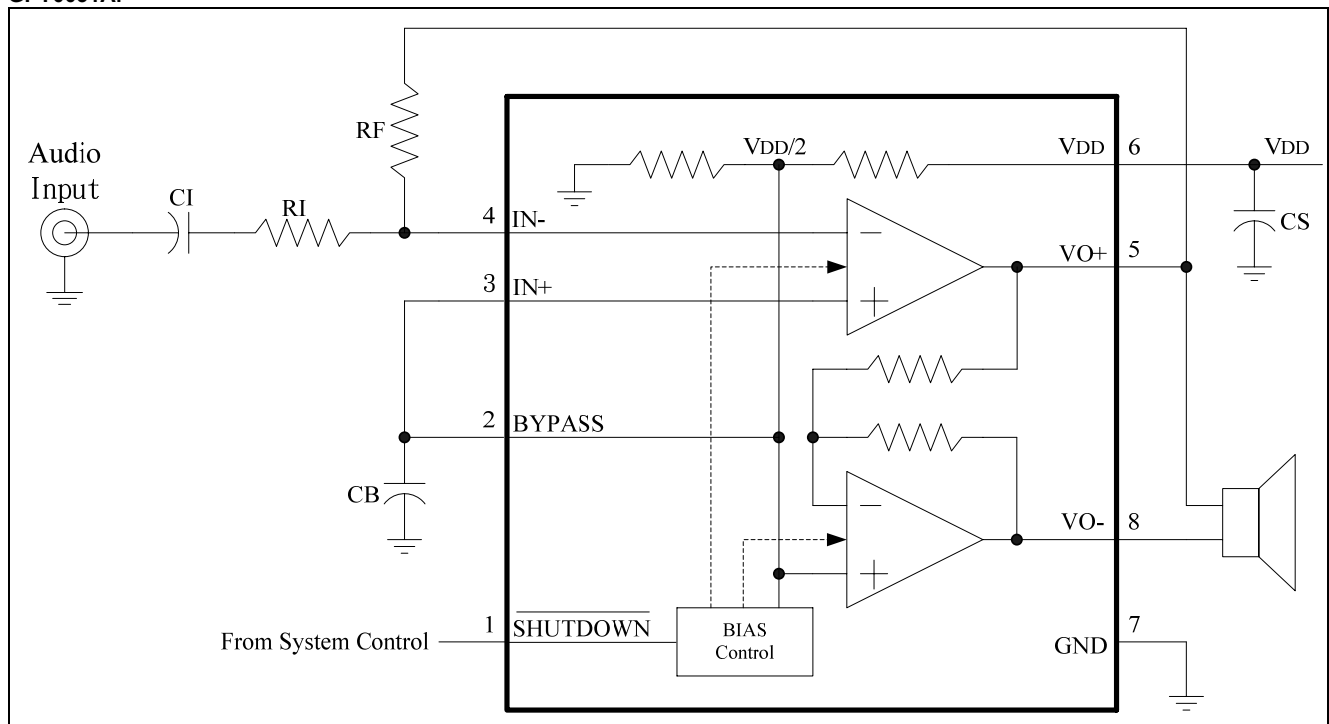 RF
VDD/2
VDD
6
VDD
Audio
Input
CI
RI
4
IN-
CS
VO+
5
3
IN+
2
BYPASS
CB
VO-
8
1
SHUTDOWN
BIAS
Control
From System Control
7
GND